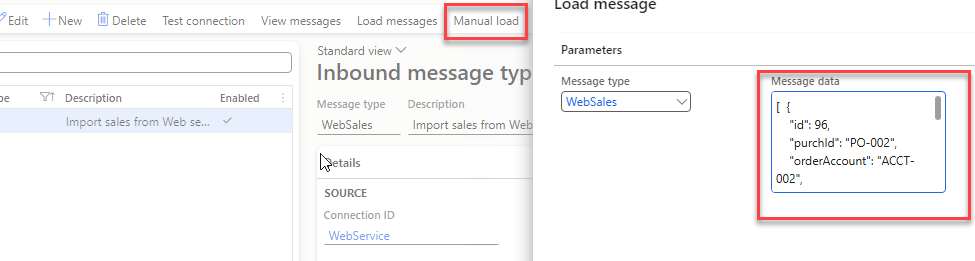 Edit New Delete Test connection View messages Load messages Manual load
Standard view
Inbound message typ
pe Description Enabled
Import sales from Web se...
Message type Description
WebSales Import sales from Web
Details
SOURCE
Connection ID
WebService
Load message
Parameters
Message type Message data
WebSales
[ {
"id": 96,
"purchId": "PO-002",
"orderAccount": "ACCT-
002",